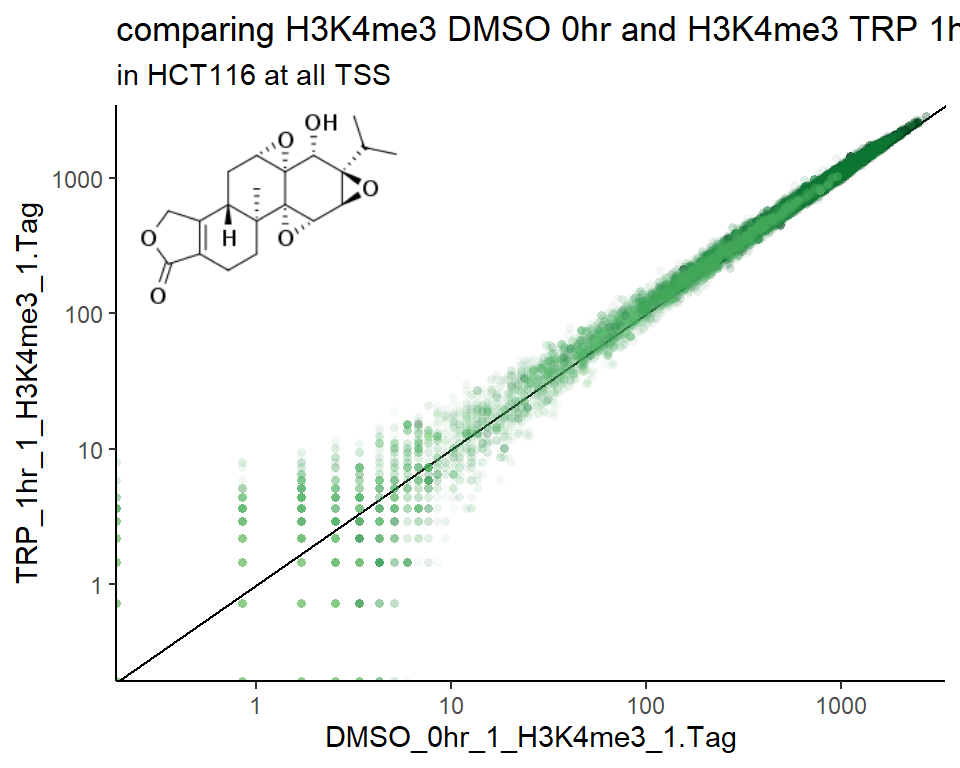 comparing H3K4me3 DMSO 0hr and H3K4me3 TRP 1h
in HCT116 at all TSS
OH
O
O
H
O
O
O
1000
100
10
1
TRP_1hr_1_H3K4me3_1.Tag
1 10 100 1000
DMSO_0hr_1_H3K4me3_1.Tag